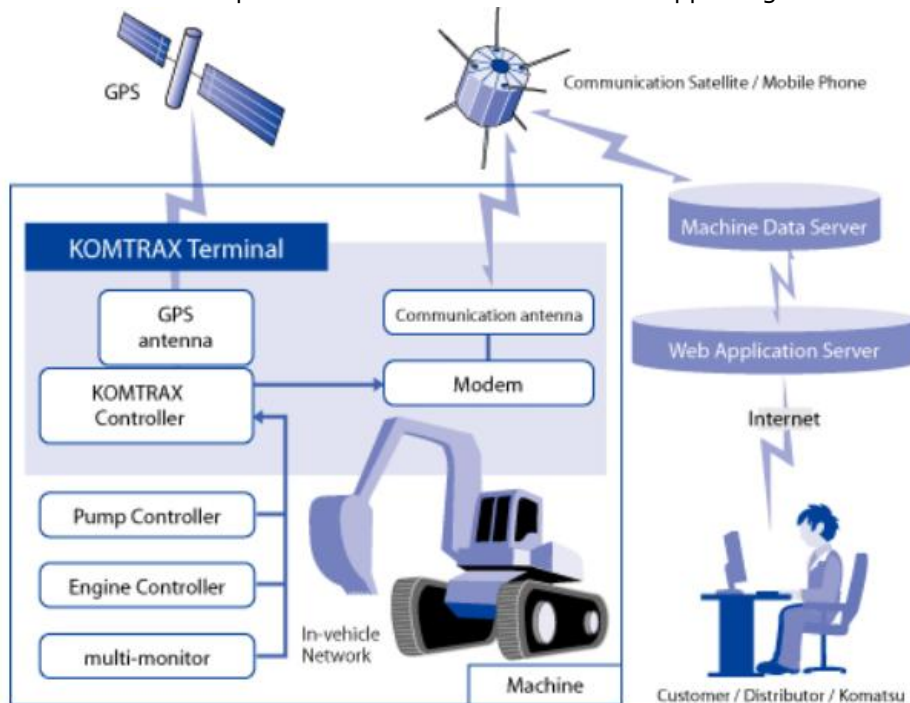 GPS
Communication Satellite / Mobile Phone
KOMTRAX Terminal
GPS
antenna
Communication antenna
KOMTRAX
Controller
Modem
Pump Controller
Engine Controller
multi-monitor
In-vehicle
Network
Machine
Machine Data Server
Web Application Server
Internet
Customer / Distributor / Komatsu